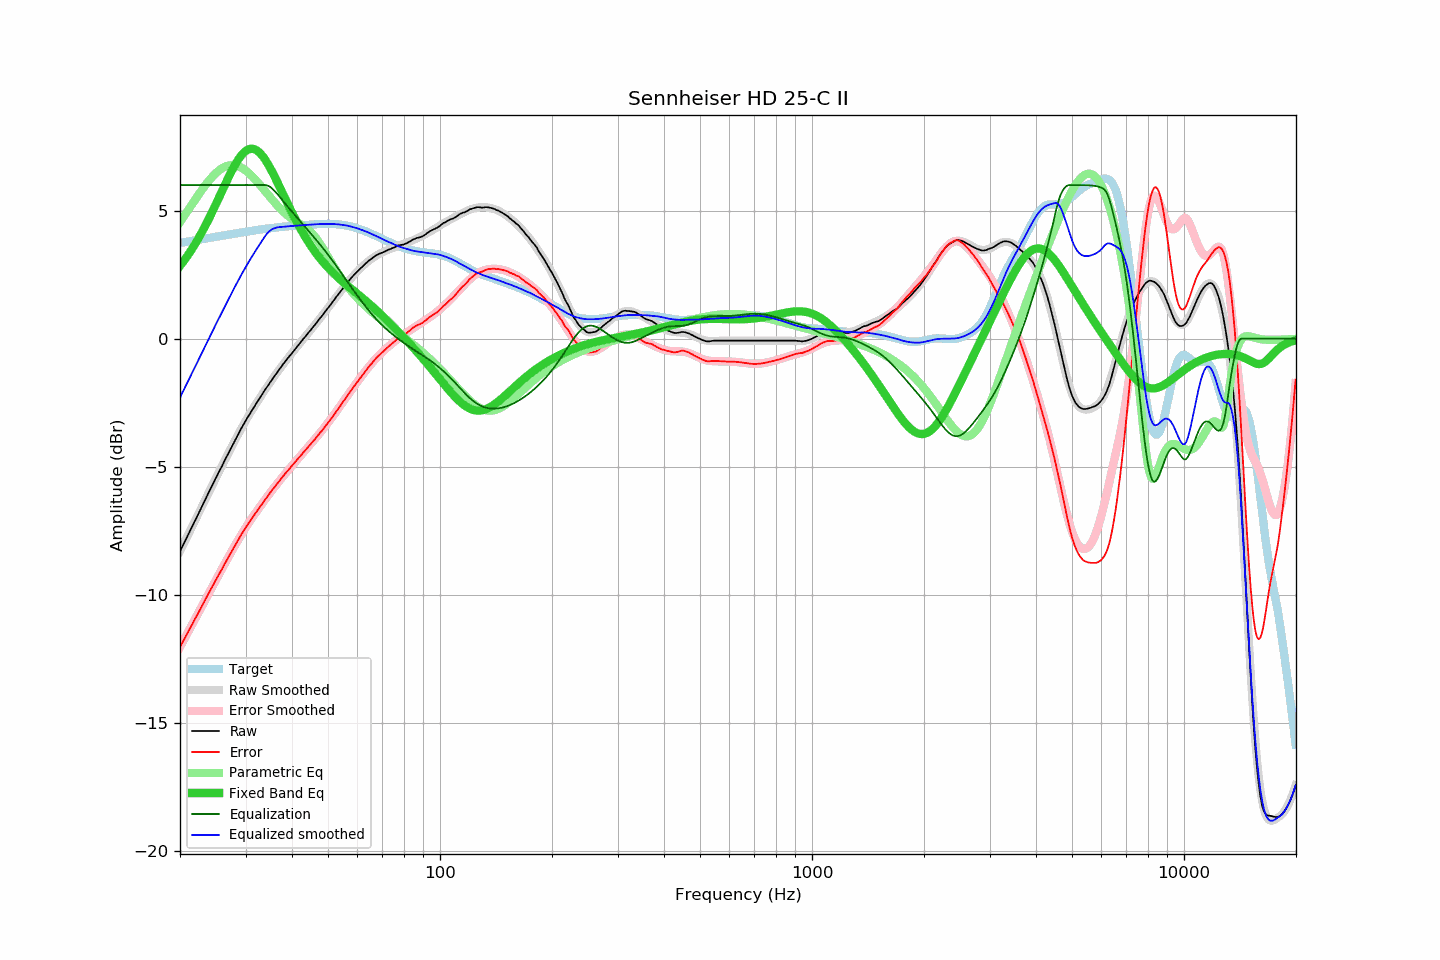 Sennheiser HD 25-C II
Amplitude (dBr)
5
0
−5
−10
−15
−20
Target
Raw Smoothed
Error Smoothed
Raw
Error
Parametric Eq
Fixed Band Eq
Equalization
Equalized smoothed
100 1000 10000
Frequency (Hz)